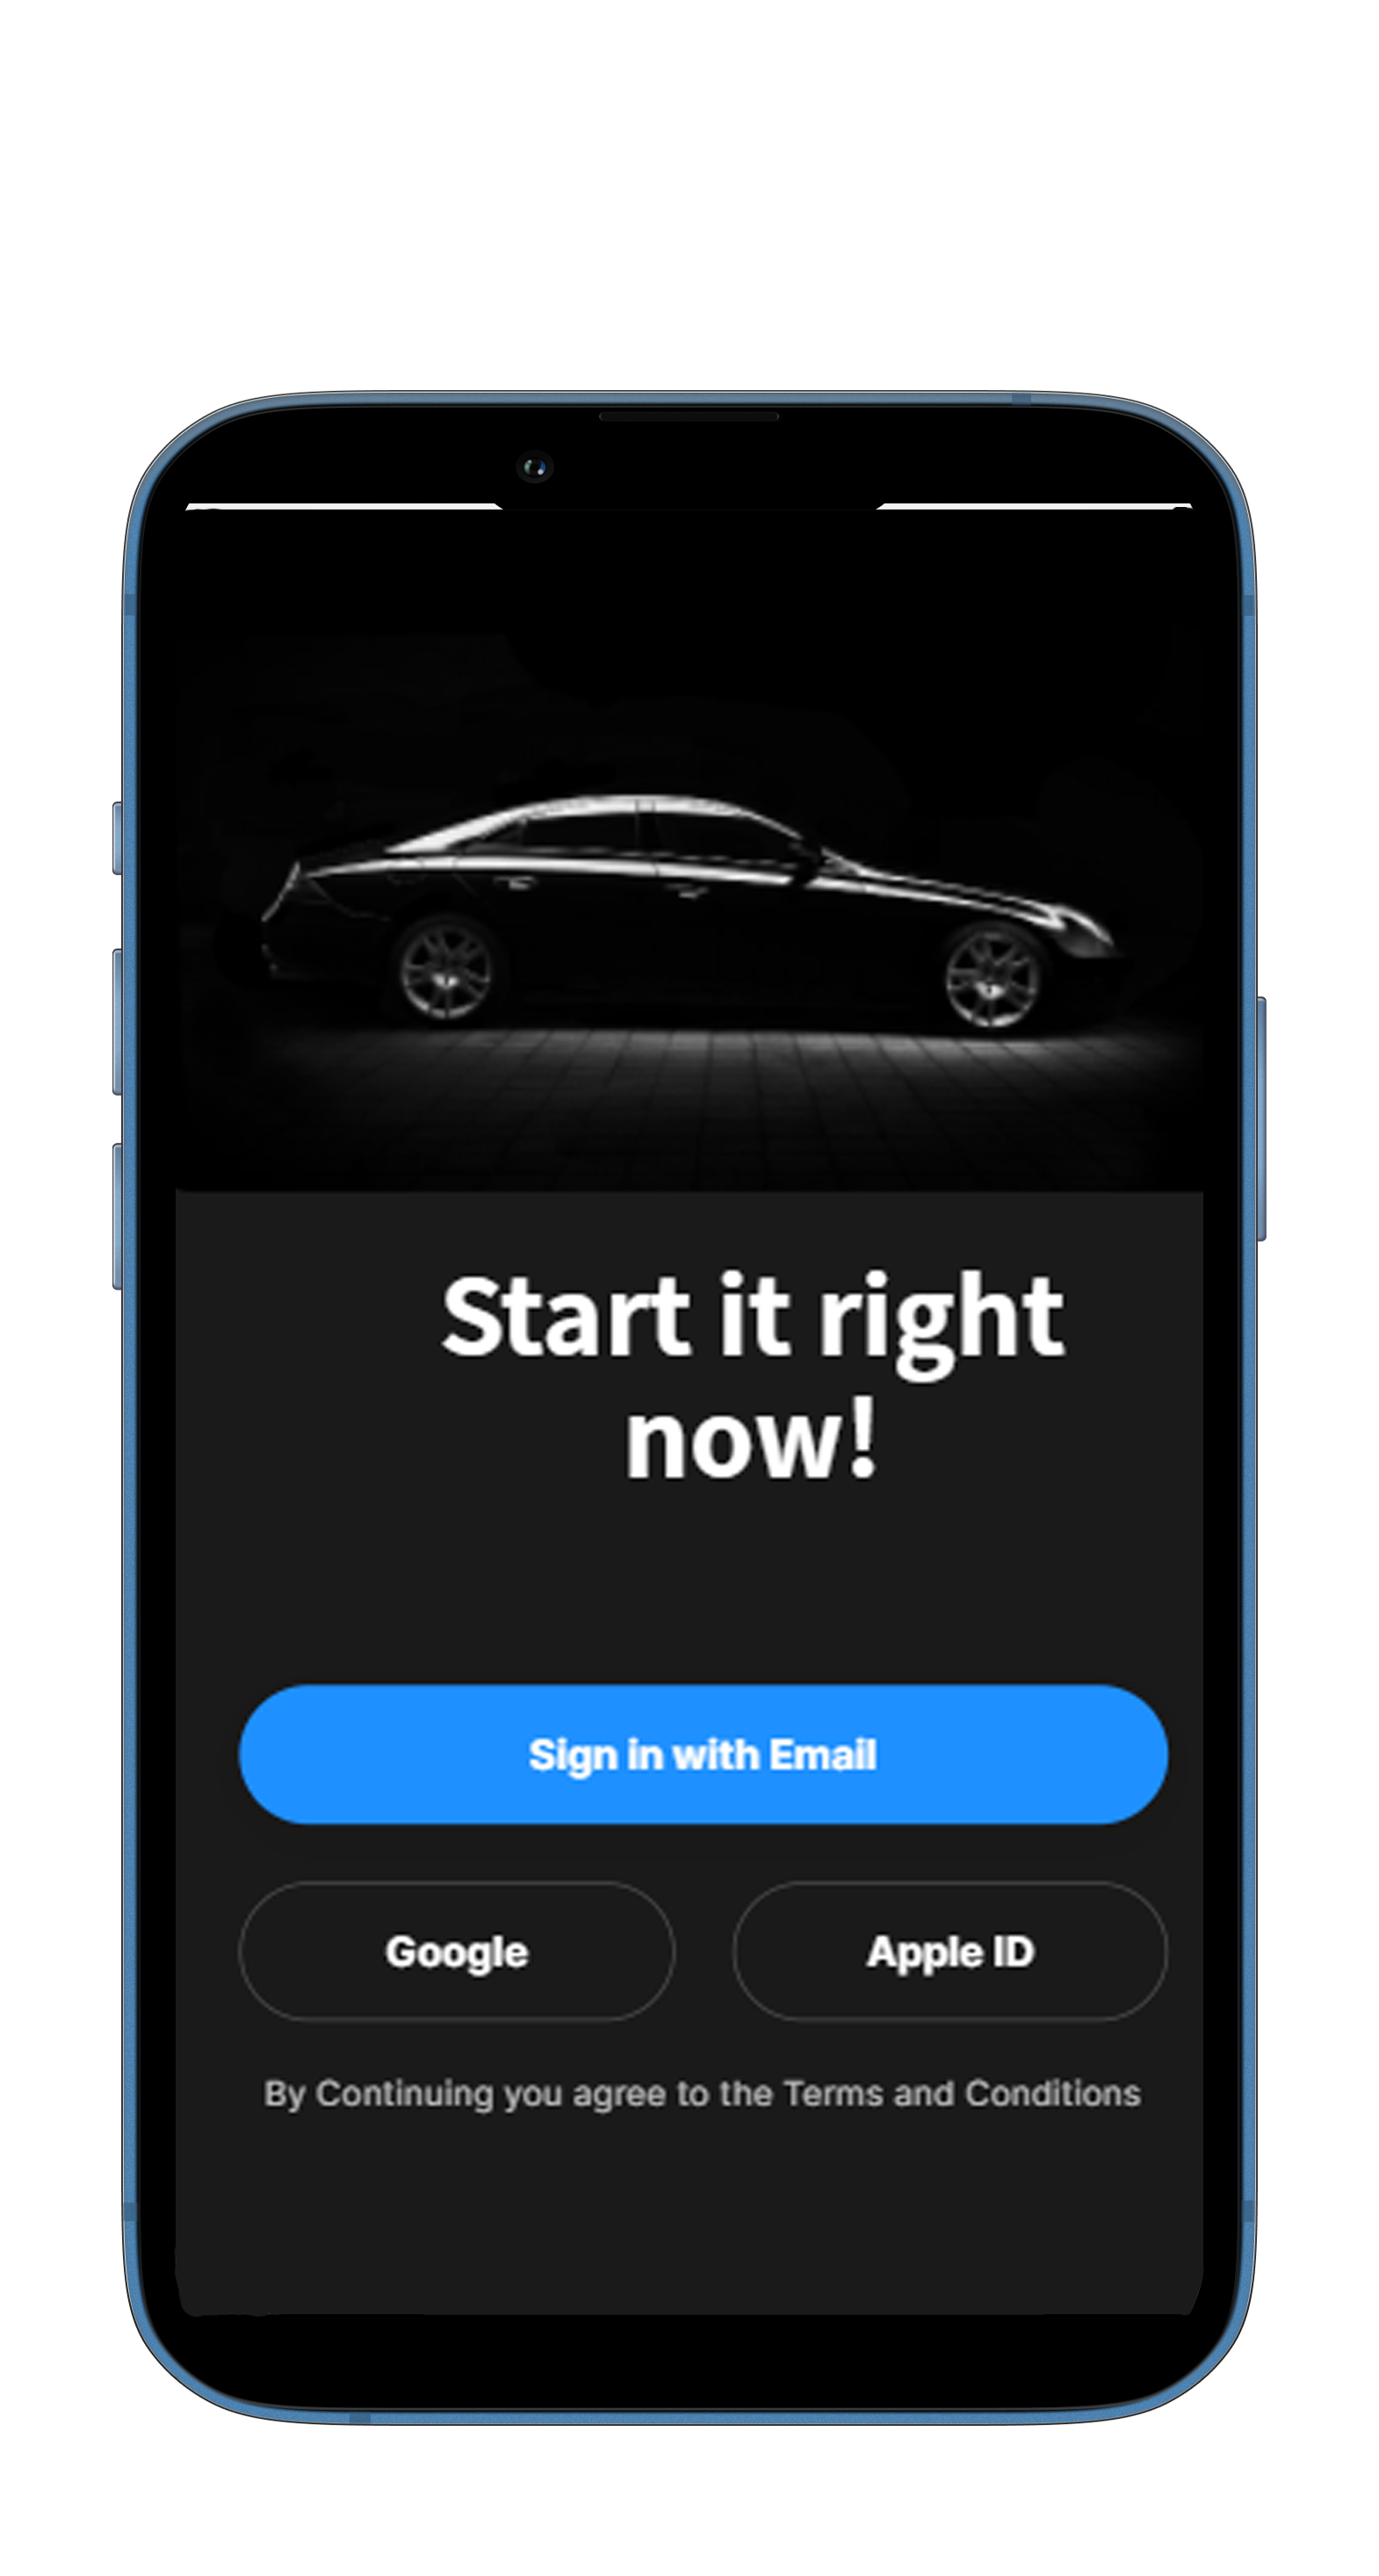 Start it right
now!
Sign in with Email
Google
Apple ID
By Continuing you agree to the Terms and Conditions